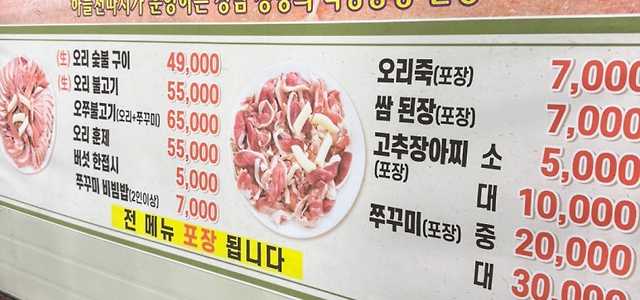 (生) 오리 숯불 구이 49,000
(生) 오리 불고기 55,000
오쭈불고기(오리+쭈꾸미) 65,000
오리 훈제 55,000
버섯 한접시 5,000
쭈꾸미 비빔밥(2인이상) 7,000
전 메뉴 포장 됩니다
오리죽(포장) 7,000
쌈 된장(포장) 7,000
고추장아찌 소 5,000
(포장) 대 10,000
쭈꾸미(포장) 중 20,000
대 30,000